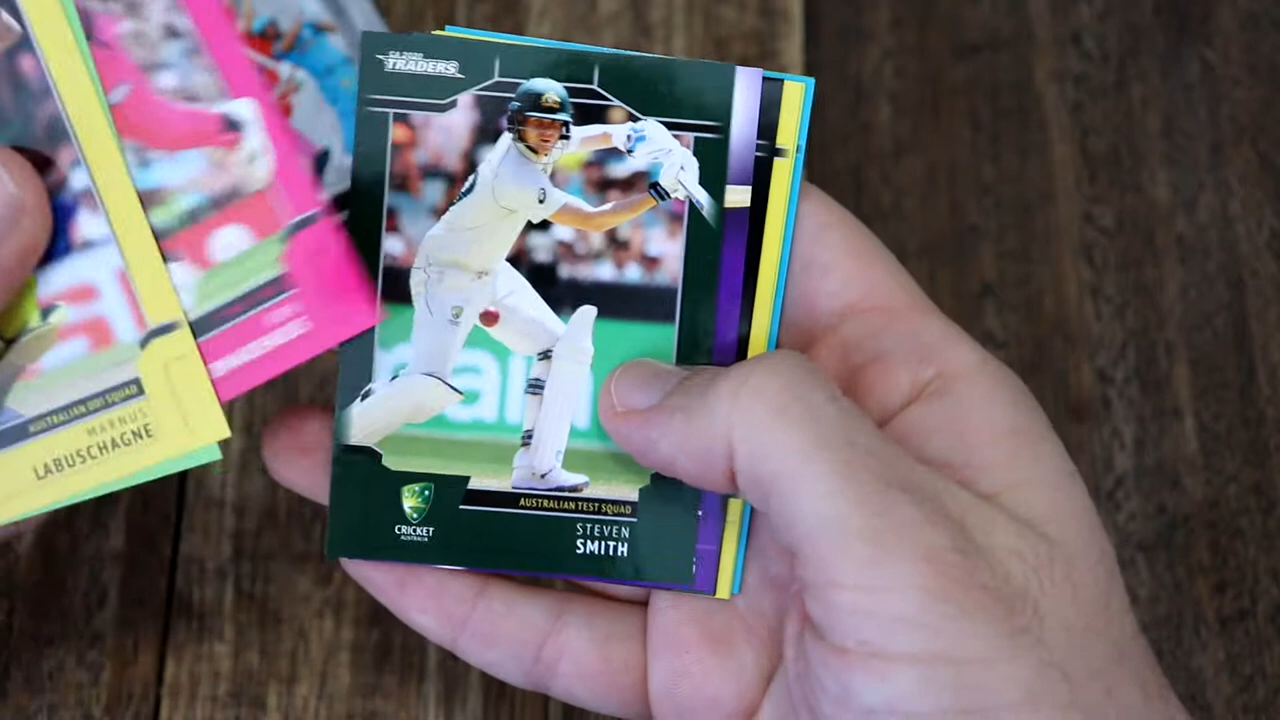 CA 2020
TRADERS
AUSTRALIAN TEST SQUAD
STEVEN
SMITH
CRICKET
AUSTRALIA
AUSTRALIAN ODI SQUAD
MARNUS
LABUSCHAGNE